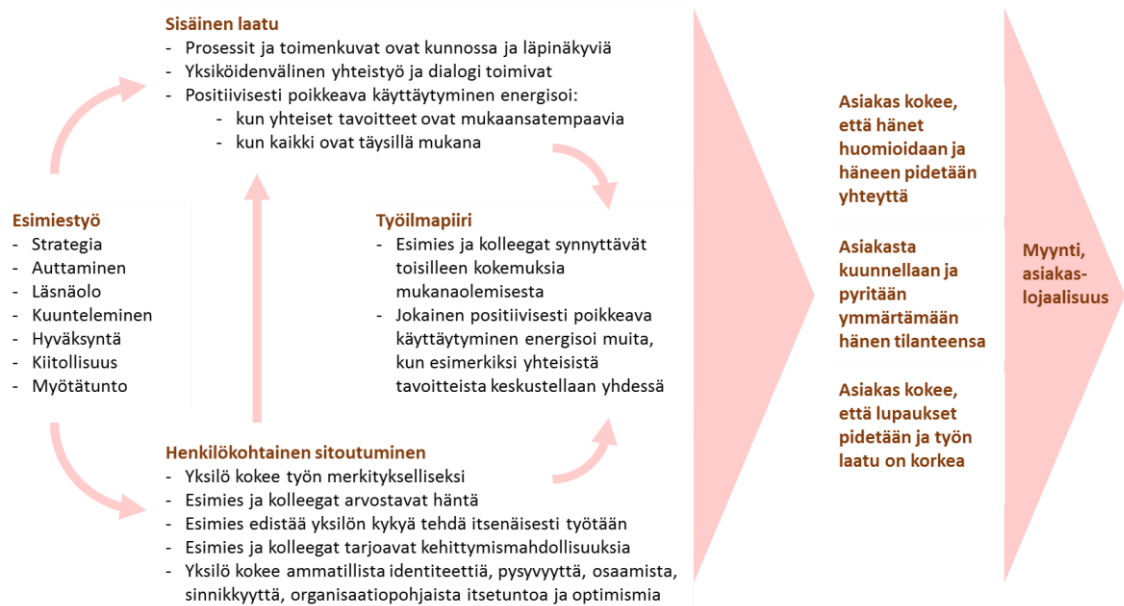 Sisäinen laatu
- Prosessit ja toimenkuvat ovat kunnossa ja läpinäkyviä
- Yksiköidenvälinen yhteistyö ja dialogi toimivat
- Positiivisesti poikkeava käyttäytyminen energisoi:
- kun yhteiset tavoitteet ovat mukaansatempaavia
- kun kaikki ovat täysillä mukana
Esimiestyö
- Strategia
- Auttaminen
- Läsnäolo
- Kuunteleminen
- Hyväksyntä
- Kiitollisuus
- Myötätunto
Työilmapiiri
- Esimies ja kolleegat synnyttävät
toisilleen kokemuksia
mukanaolemisesta
- Jokainen positiivisesti poikkeava
käyttäytyminen energisoi muita,
kun esimerkiksi yhteisistä
tavoitteista keskustellaan yhdessä
Henkilökohtainen sitoutuminen
- Yksilö kokee työn merkitykselliseksi
- Esimies ja kolleegat arvostavat häntä
- Esimies edistää yksilön kykyä tehdä itsenäisesti työtään
- Esimies ja kolleegat tarjoavat kehittymismahdollisuuksia
- Yksilö kokee ammatillista identiteettiä, pysyvyyttä, osaamista,
sinnikkyyttä, organisaatiopohjaista itsetuntoa ja optimismia
Asiakas kokee,
että hänet
huomioidaan ja
häneen pidetään
yhteyttä
Asiakasta
kuunnellaan ja
pyritään
ymmärtämään
hänen tilanteensa
Asiakas kokee,
että lupaukset
pidetään ja työn
laatu on korkea
Myynti,
asiakas-
lojaalisuus